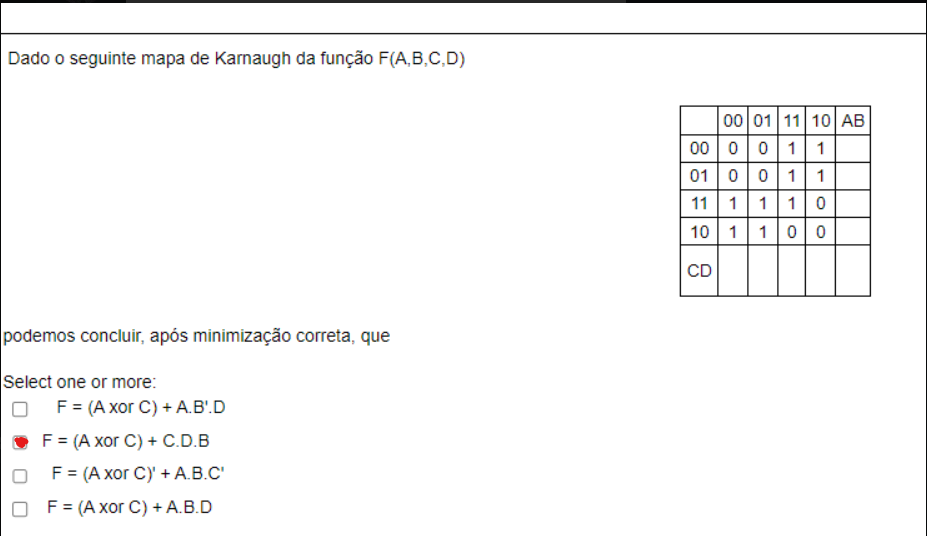 Dado o seguinte mapa de Karnaugh da função F(A,B,C,D)
00 01 11 10 AB
00 0 0 1 1
01 0 0 1 1
11 1 1 1 0
10 1 1 0 0
CD
podemos concluir, após minimização correta, que
Select one or more:
F = (A xor C) + A.B'.D
F = (A xor C) + C.D.B
F = (A xor C)' + A.B.C'
F = (A xor C) + A.B.D